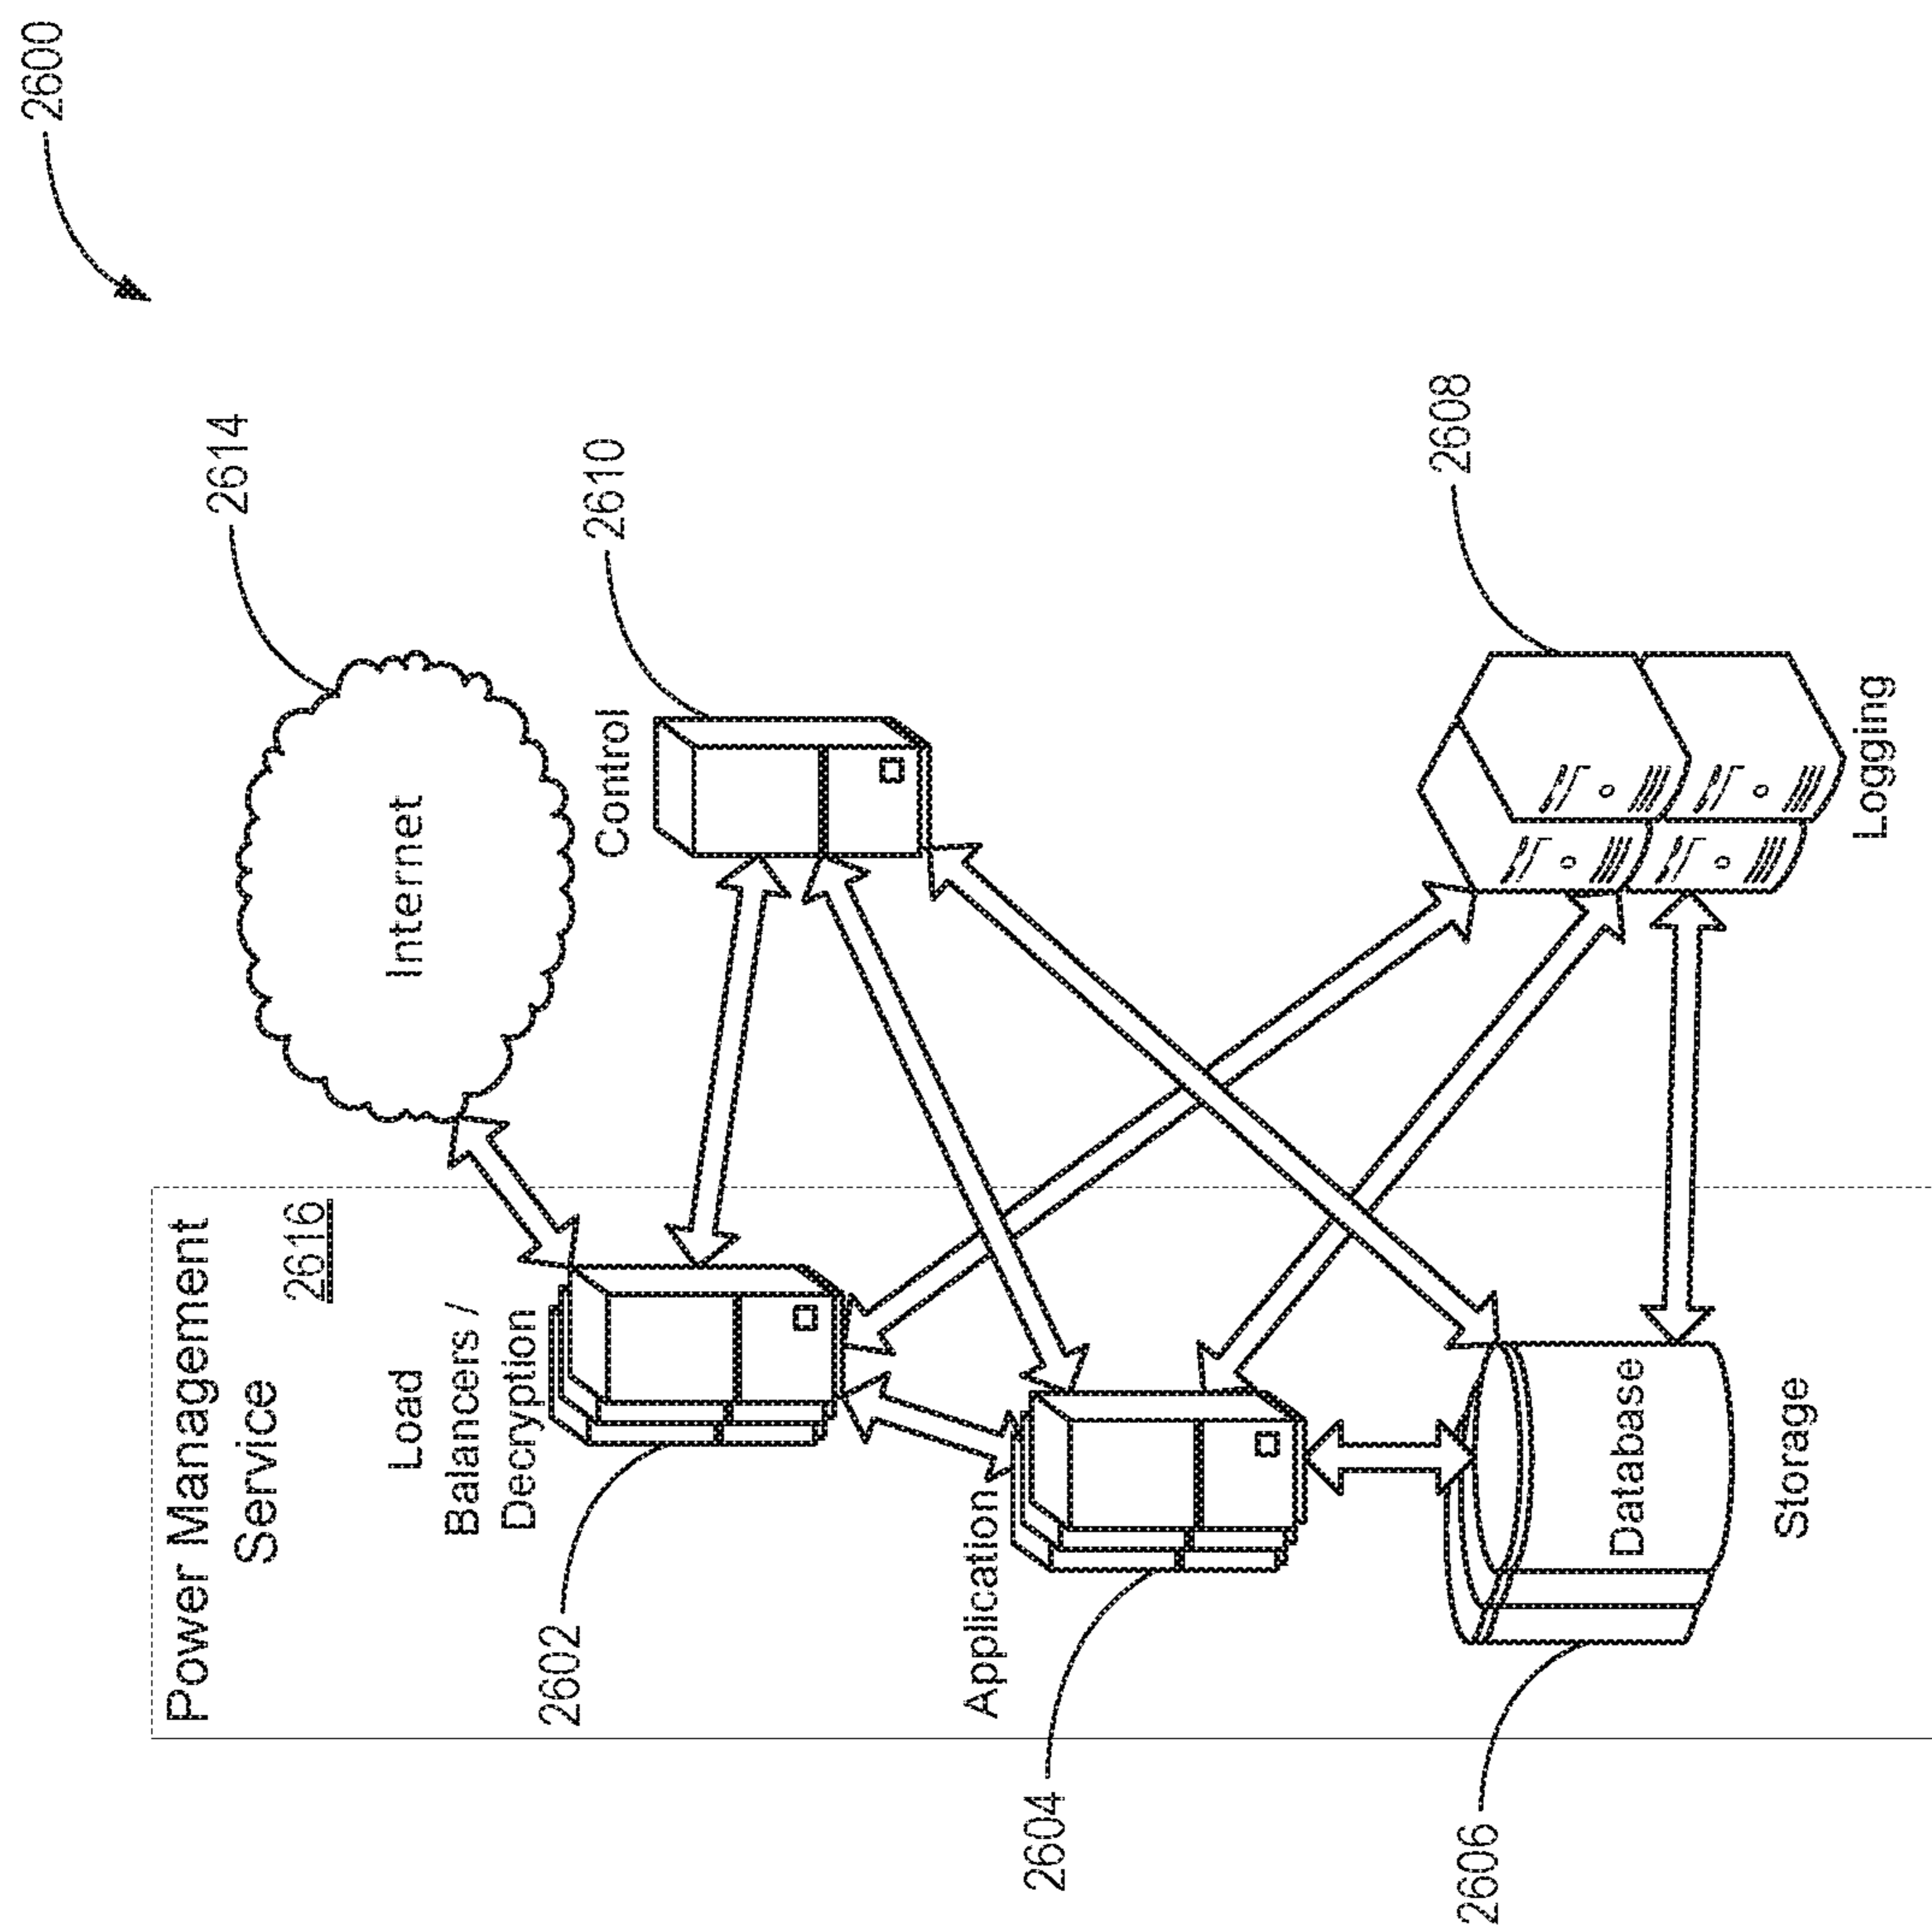 2600
2614
Internet
Control
2610
Power Management
Service
2616
Load
Balancers /
Decryption
2602
Application
2604
2608
Logging
Database
Storage
2606